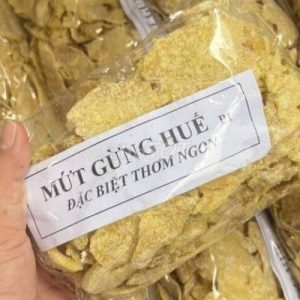 MỨT GỪNG HUẾ
ĐẶC BIỆT THƠM NGON